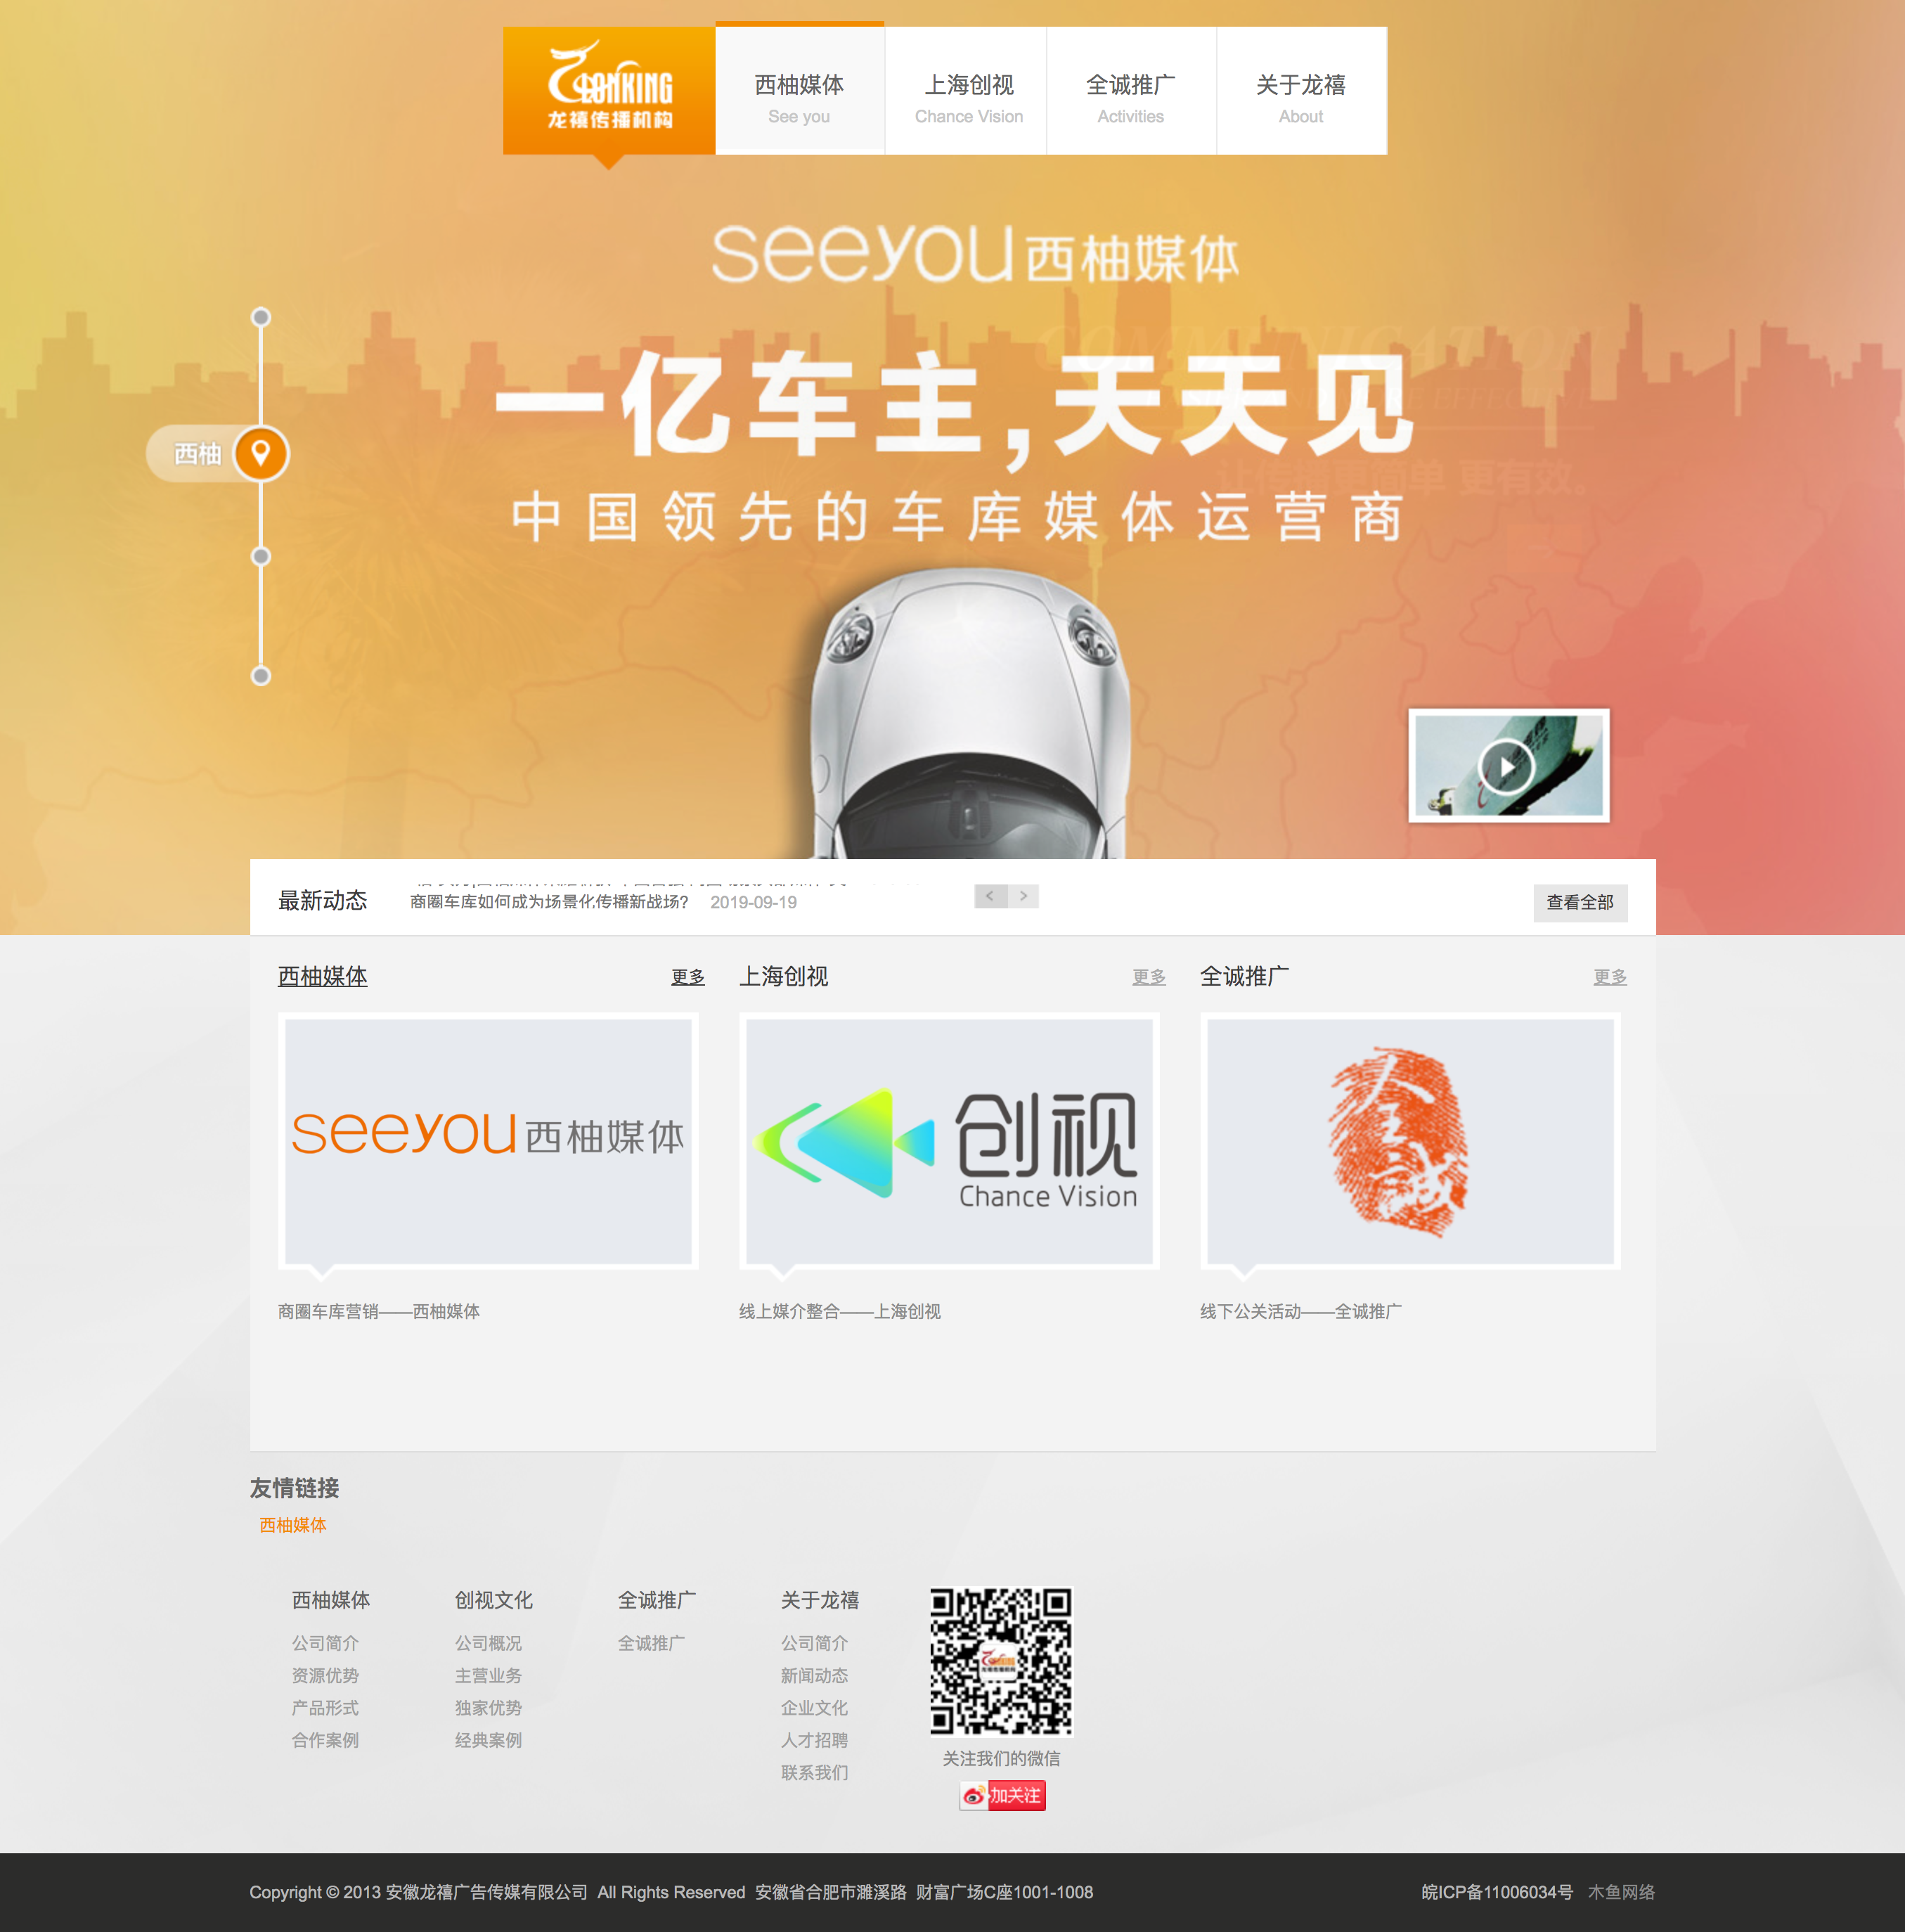 LONKING
龙禧传播机构
西柚媒体
See you
上海创视
Chance Vision
全诚推广
Activities
关于龙禧
About
seeyou 西柚媒体
COMMUNICATION
一亿车主,天天见
西柚
让传播更简单 更有效。
中国领先的车库媒体运营商
最新动态
商圈车库如何成为场景化传播新战场? 2019-09-19
< >
查看全部
西柚媒体 更多
上海创视 更多
全诚推广 更多
seeyou 西柚媒体
创视
Chance Vision
全诚
商圈车库营销——西柚媒体
线上媒介整合——上海创视
线下公关活动——全诚推广
友情链接
西柚媒体
西柚媒体
公司简介
资源优势
产品形式
合作案例
创视文化
公司概况
主营业务
独家优势
经典案例
全诚推广
全诚推广
关于龙禧
公司简介
新闻动态
企业文化
人才招聘
联系我们
关注我们的微信
加关注
Copyright © 2013 安徽龙禧广告传媒有限公司 All Rights Reserved 安徽省合肥市濉溪路 财富广场C座1001-1008
皖ICP备11006034号 木鱼网络